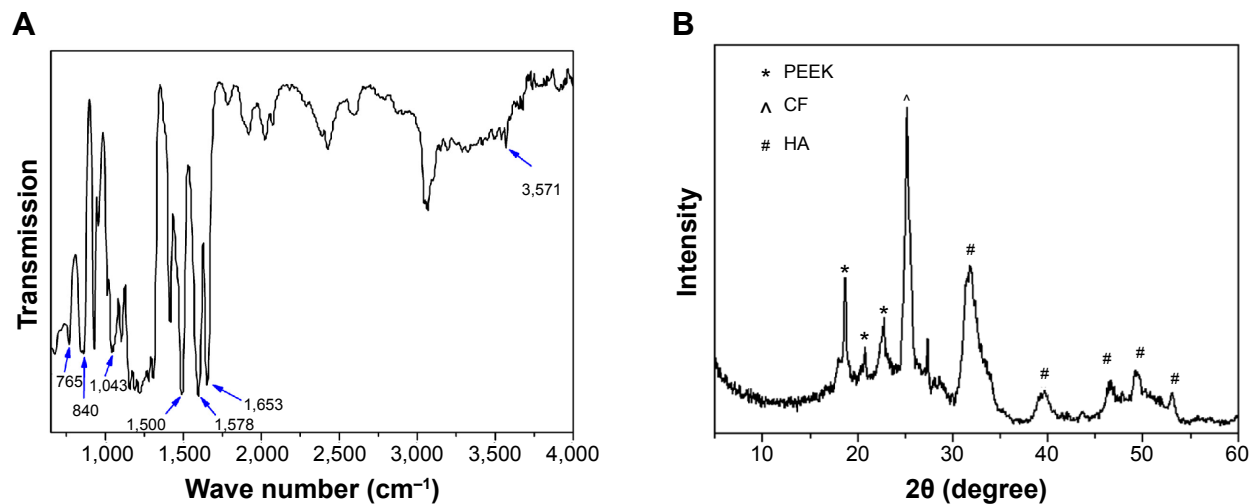 A
Transmission
765
840
1,043
1,500
1,578
1,653
3,571
1,000 1,500 2,000 2,500 3,000 3,500 4,000
Wave number (cm⁻¹)
B
Intensity
* PEEK
^ CF
# HA
* * * ^ # # # # #
10 20 30 40 50 60
2θ (degree)